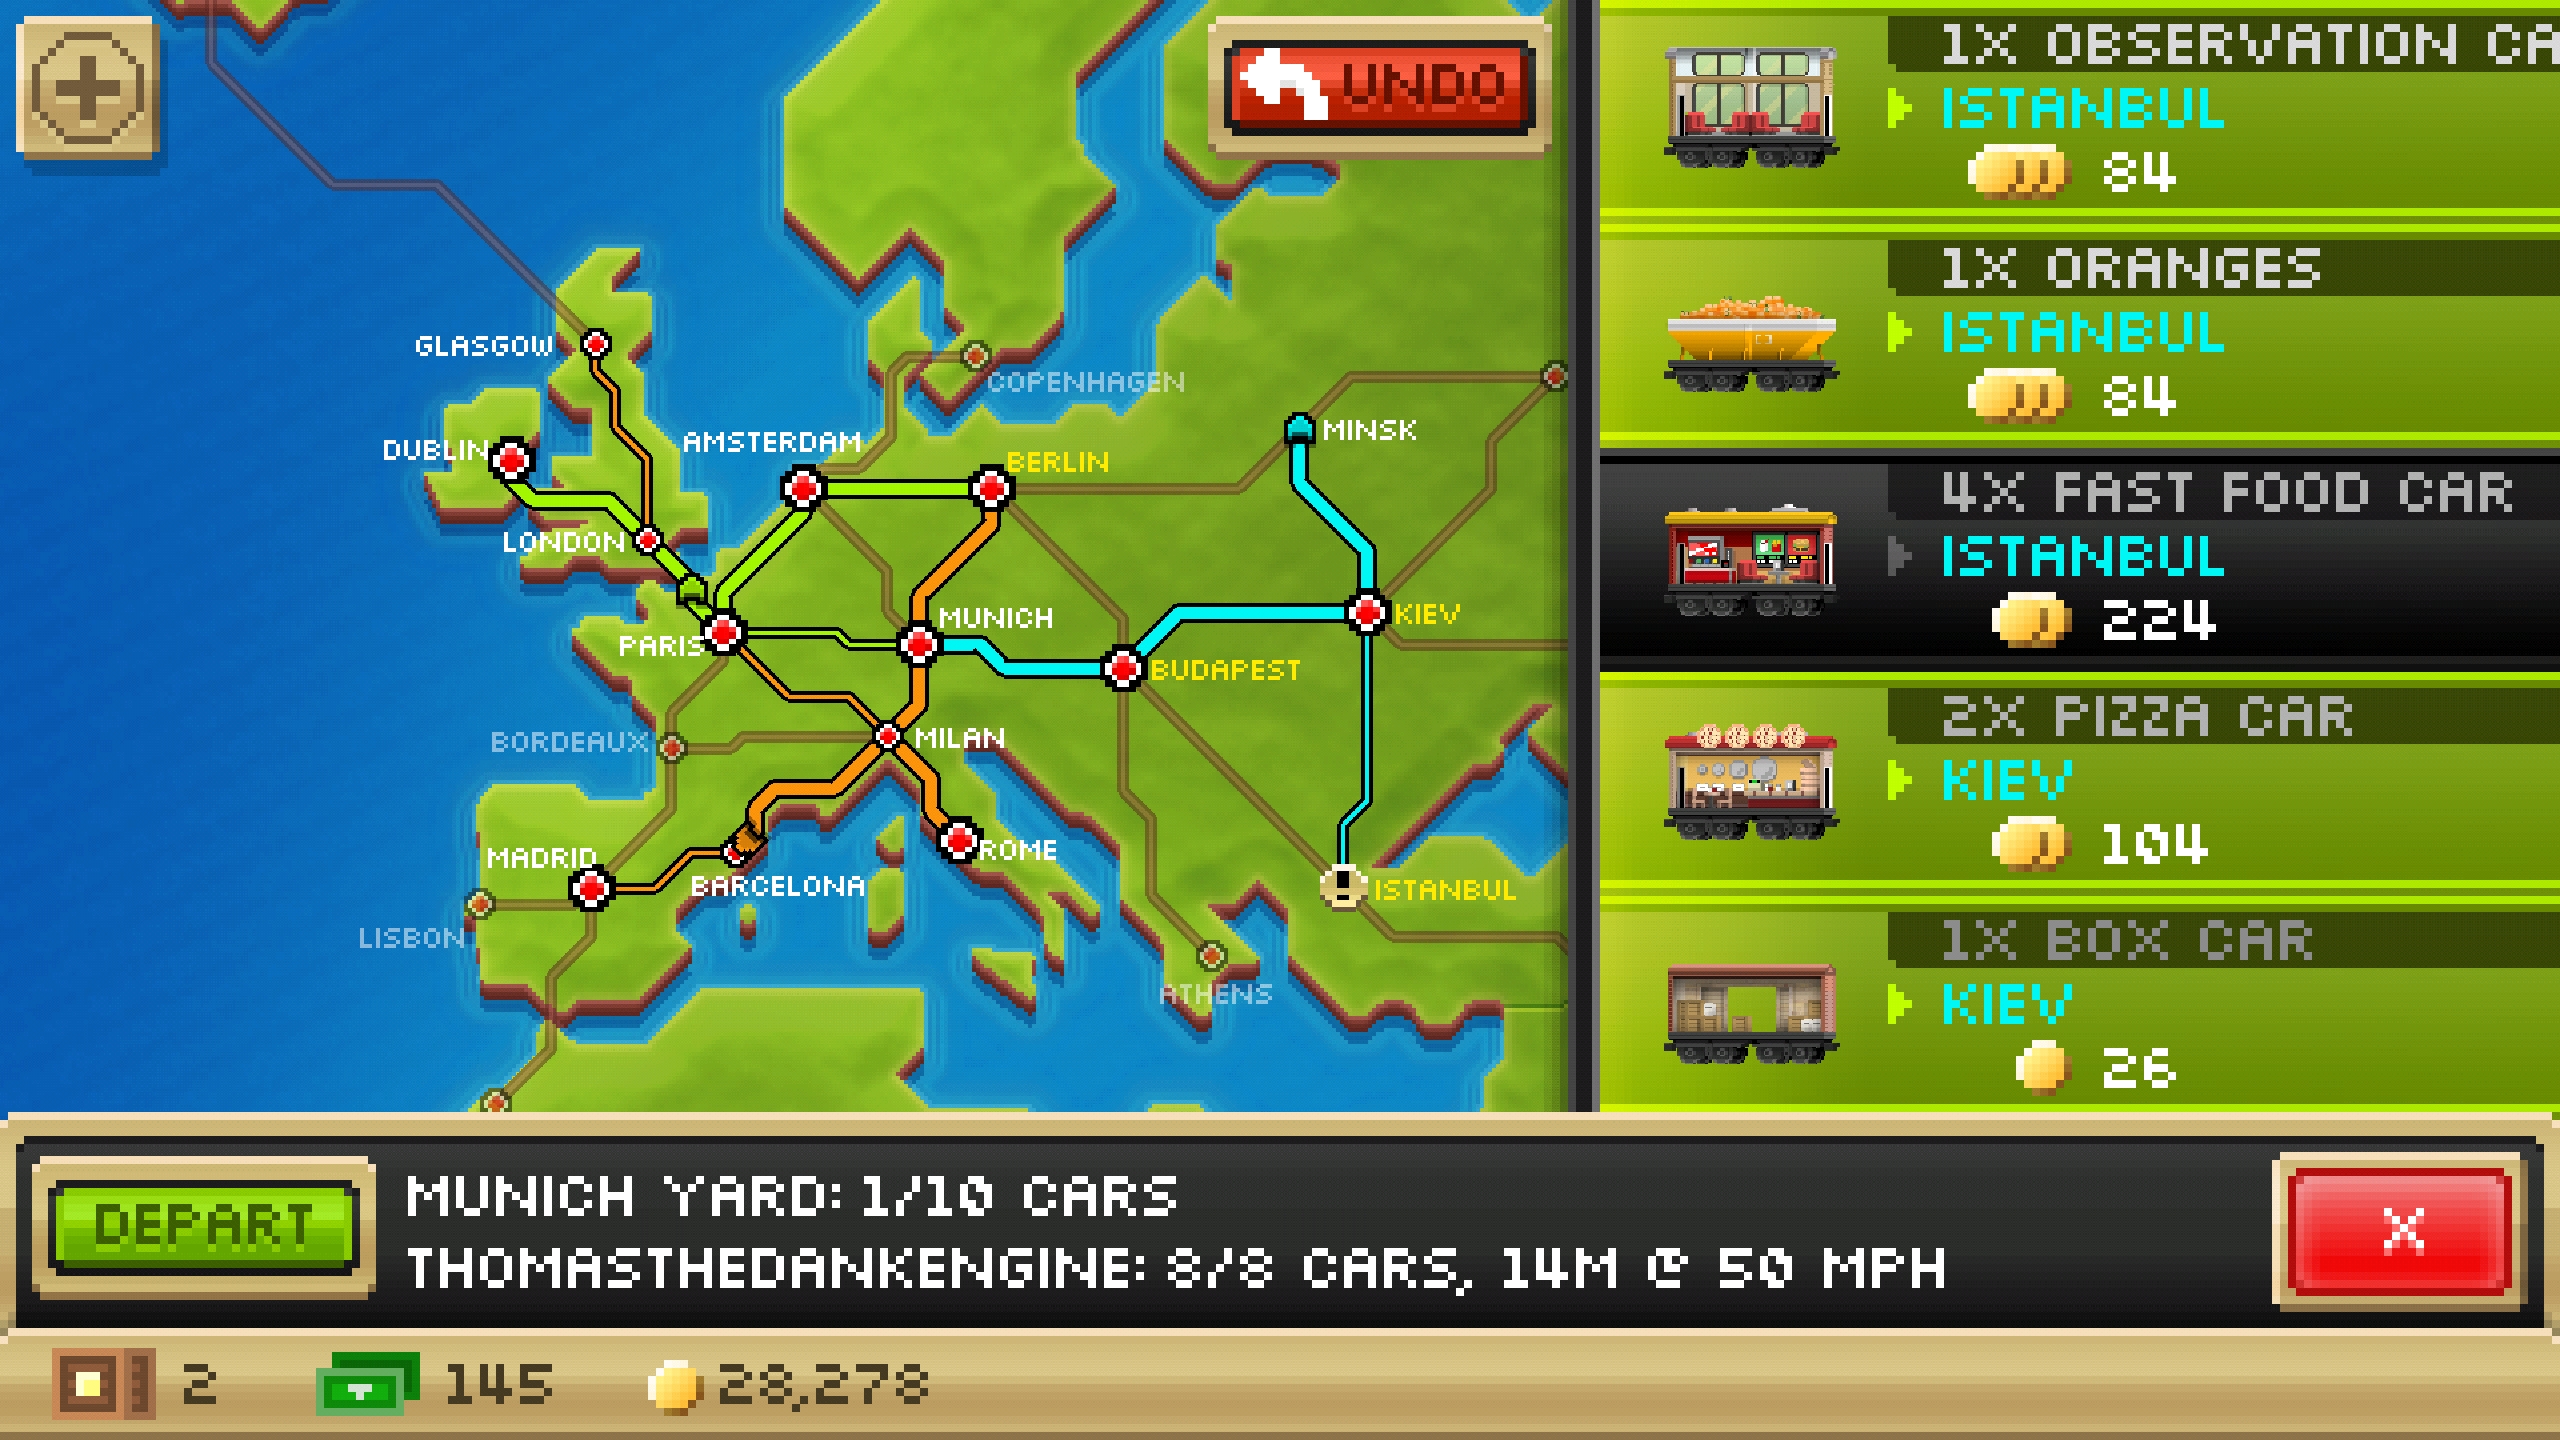 UNDO
GLASGOW
COPENHAGEN
DUBLIN
AMSTERDAM
BERLIN
MINSK
LONDON
MUNICH
KIEV
PARIS
BUDAPEST
BORDEAUX
MILAN
MADRID
ROME
BARCELONA
ISTANBUL
LISBON
ATHENS
1X OBSERVATION CA
ISTANBUL
84
1X ORANGES
ISTANBUL
84
4X FAST FOOD CAR
ISTANBUL
224
2X PIZZA CAR
KIEV
104
1X BOX CAR
KIEV
26
DEPART
MUNICH YARD: 1/10 CARS
THOMASTHEDANKENGINE: 8/8 CARS, 14M @ 50 MPH
X
2
145
28,278